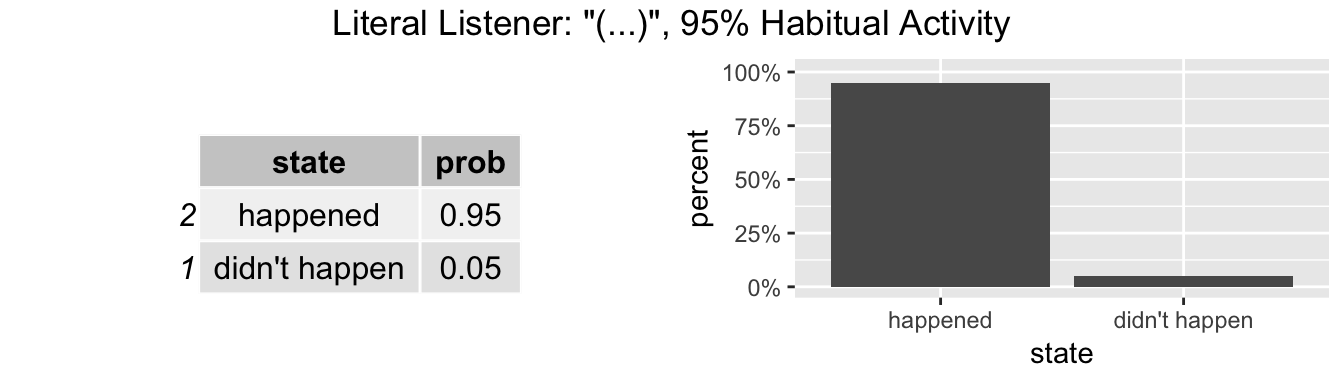 Literal Listener: "(...)", 95% Habitual Activity
state prob
2 happened 0.95
1 didn't happen 0.05
percent
100%
75%
50%
25%
0%
happened didn't happen
state